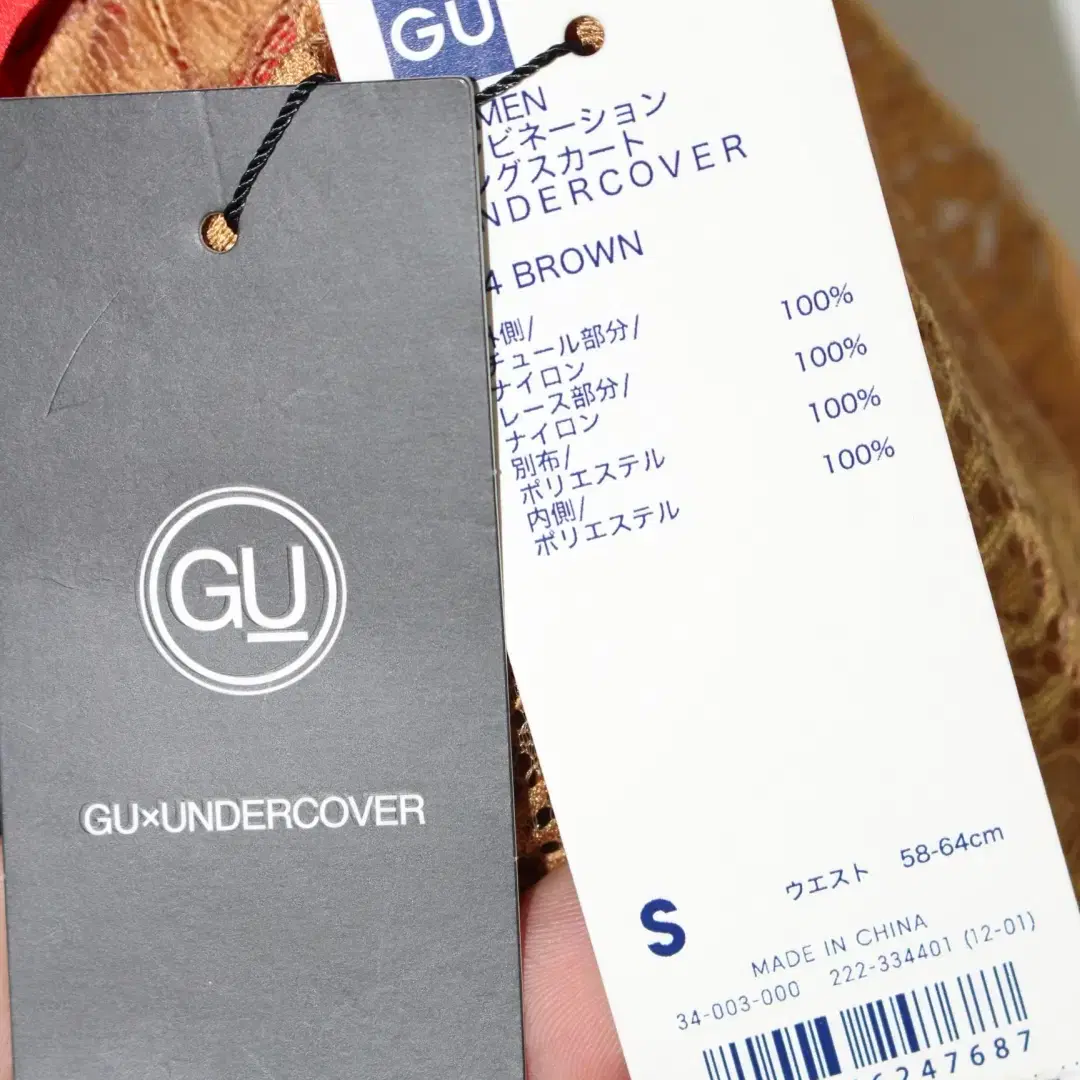 GU
GU×UNDERCOVER
GU
MEN
ビネーション
ングスカート
NDERCOVER
4 BROWN
側/
チュール部分/
ナイロン 100%
レース部分/
ナイロン 100%
別布/
ポリエステル 100%
内側/
ポリエステル 100%
S
ウエスト 58-64cm
MADE IN CHINA
34-003-000 222-334401 (12-01)
6247687